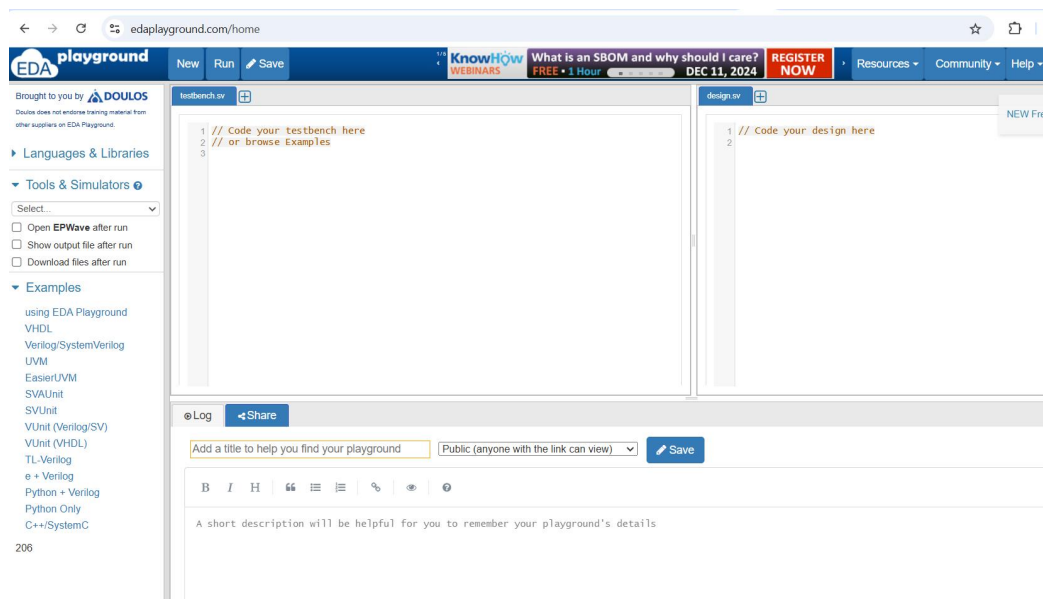 edaplayground.com/home
EDA playground
New Run Save
1/6
KnowHow
WEBINARS
What is an SBOM and why should I care?
FREE • 1 Hour
DEC 11, 2024
REGISTER
NOW
Resources
Community
Help
Brought to you by DOULOS
Doulos does not endorse training material from
other suppliers on EDA Playground.
Languages & Libraries
Tools & Simulators
Select...
Open EPWave after run
Show output file after run
Download files after run
Examples
using EDA Playground
VHDL
Verilog/SystemVerilog
UVM
EasierUVM
SVAUnit
SVUnit
VUnit (Verilog/SV)
VUnit (VHDL)
TL-Verilog
e + Verilog
Python + Verilog
Python Only
C++/SystemC
206
testbench.sv
1 // Code your testbench here
2 // or browse Examples
3
design.sv
NEW Fre
1 // Code your design here
2
Log
Share
Add a title to help you find your playground
Public (anyone with the link can view)
Save
B I H
A short description will be helpful for you to remember your playground's details